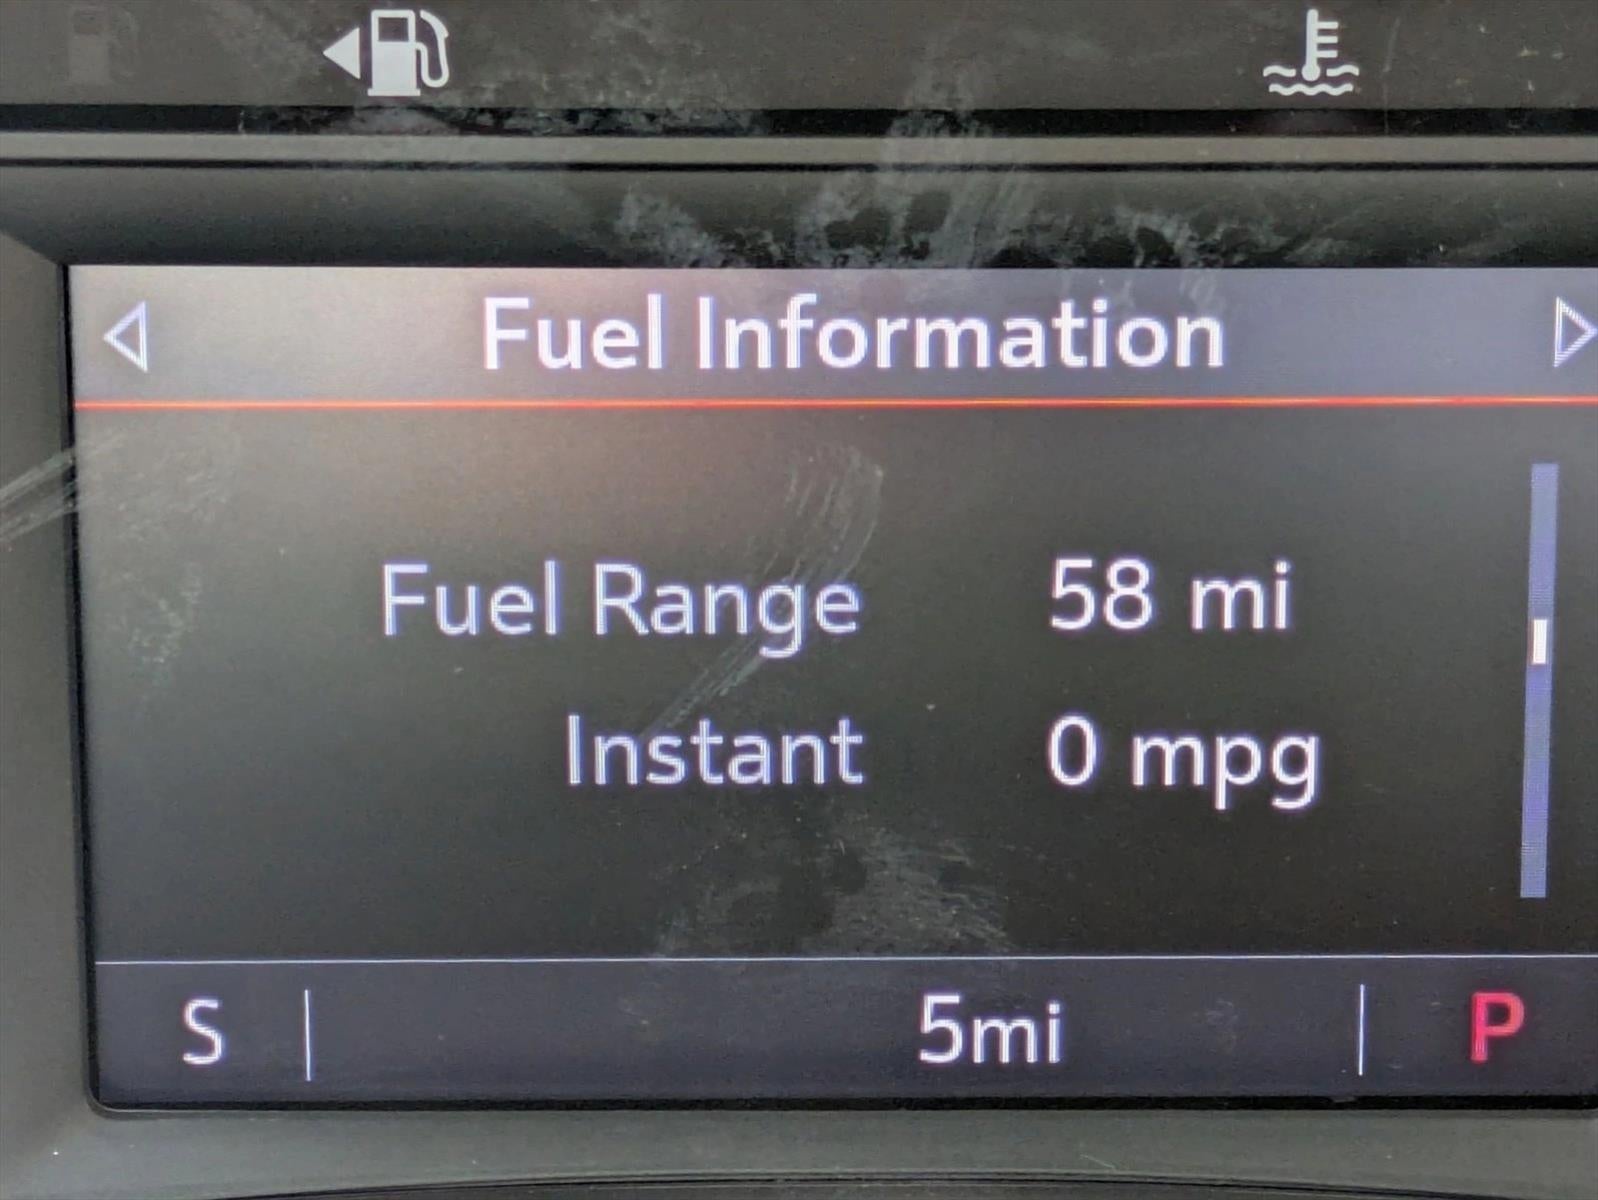 Fuel Information
Fuel Range 58 mi
Instant 0 mpg
S 5mi P